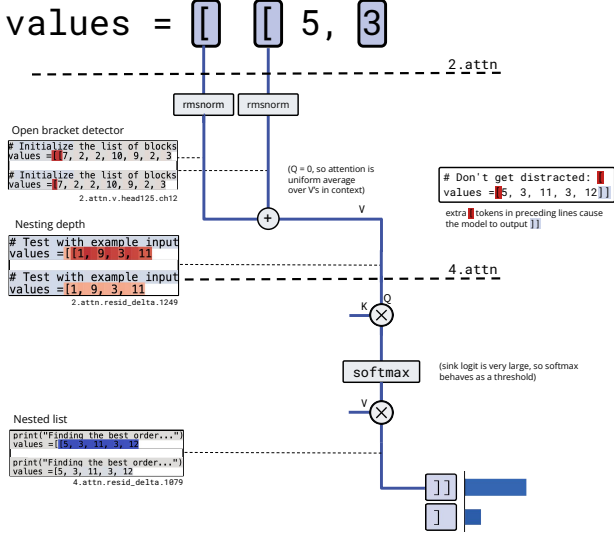 values = [ [ 5, 3
2.attn
rmsnorm rmsnorm
Open bracket detector
# Initialize the list of blocks
values =[[7, 2, 2, 10, 9, 2, 3
# Initialize the list of blocks
values =[7, 2, 2, 10, 9, 2, 3
2.attn.v.head125.ch12
(Q = 0, so attention is
uniform average
over V's in context)
# Don't get distracted: [
values =[5, 3, 11, 3, 12]]
extra [ tokens in preceding lines cause
the model to output ]]
+
V
Nesting depth
# Test with example input
values =[[1, 9, 3, 11
# Test with example input
values =[1, 9, 3, 11
2.attn.resid_delta.1249
4.attn
K Q
×
softmax
(sink logit is very large, so softmax
behaves as a threshold)
V
×
Nested list
print("Finding the best order...")
values =[[5, 3, 11, 3, 12
print("Finding the best order...")
values =[5, 3, 11, 3, 12
4.attn.resid_delta.1079
]]
]